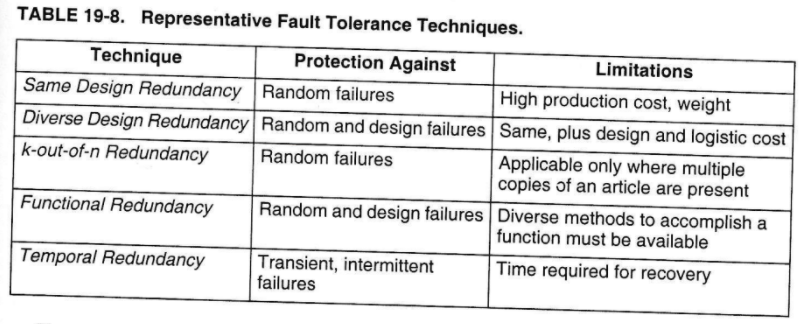 TABLE 19-8. Representative Fault Tolerance Techniques.
Technique Protection Against Limitations
Same Design Redundancy Random failures High production cost, weight
Diverse Design Redundancy Random and design failures Same, plus design and logistic cost
k-out-of-n Redundancy Random failures Applicable only where multiple
copies of an article are present
Functional Redundancy Random and design failures Diverse methods to accomplish a
function must be available
Temporal Redundancy Transient, intermittent Time required for recovery
failures